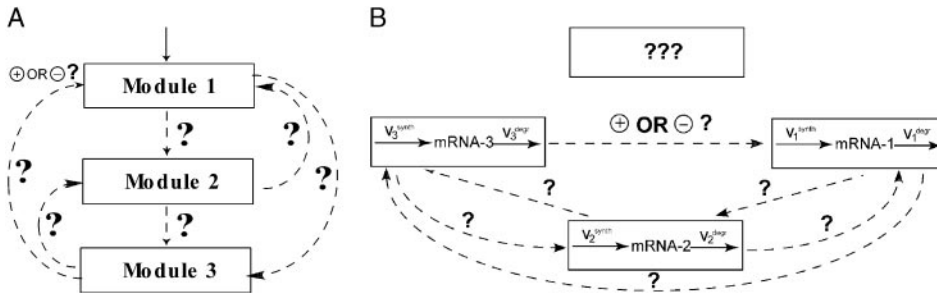 A
⊕ OR ⊖ ?
Module 1
?
?
?
?
Module 2
?
?
Module 3
B
???
V₃ˢʸⁿᵗʰ mRNA-3 V₃ᵈᵉᵍʳ
⊕ OR ⊖ ?
V₁ˢʸⁿᵗʰ mRNA-1 V₁ᵈᵉᵍʳ
?
?
?
?
V₂ˢʸⁿᵗʰ mRNA-2 V₂ᵈᵉᵍʳ
?